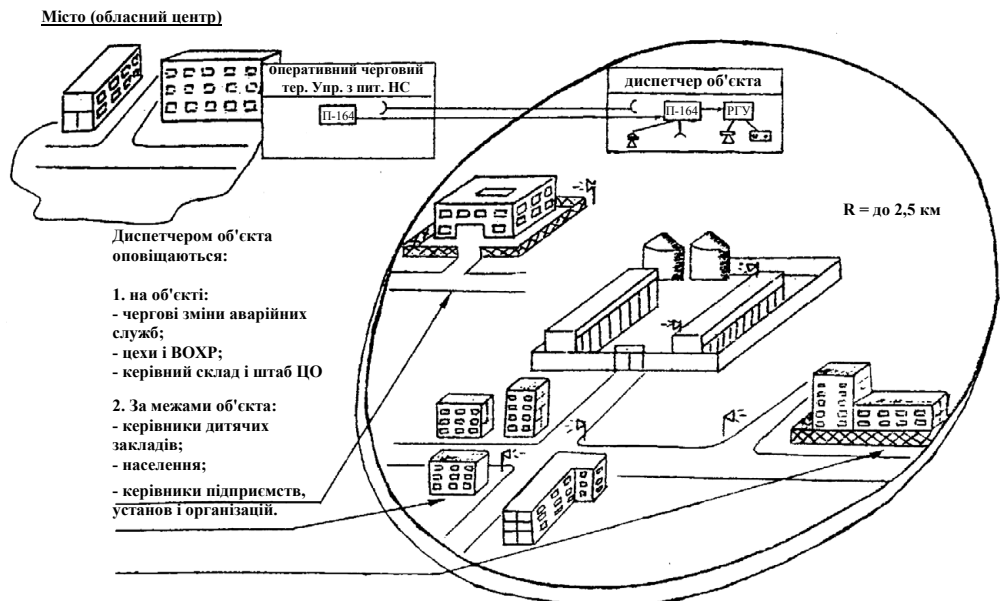 Місто (обласний центр)
оперативний черговий
тер. Упр. з пит. НС
П-164
диспетчер об'єкта
П-164
РГУ
R = до 2,5 км
Диспетчером об'єкта
оповіщаються:
1. на об'єкті:
- чергові зміни аварійних
служб;
- цехи і ВОХР;
- керівний склад і штаб ЦО
2. За межами об'єкта:
- керівники дитячих
закладів;
- населення;
- керівники підприємств,
установ і організацій.